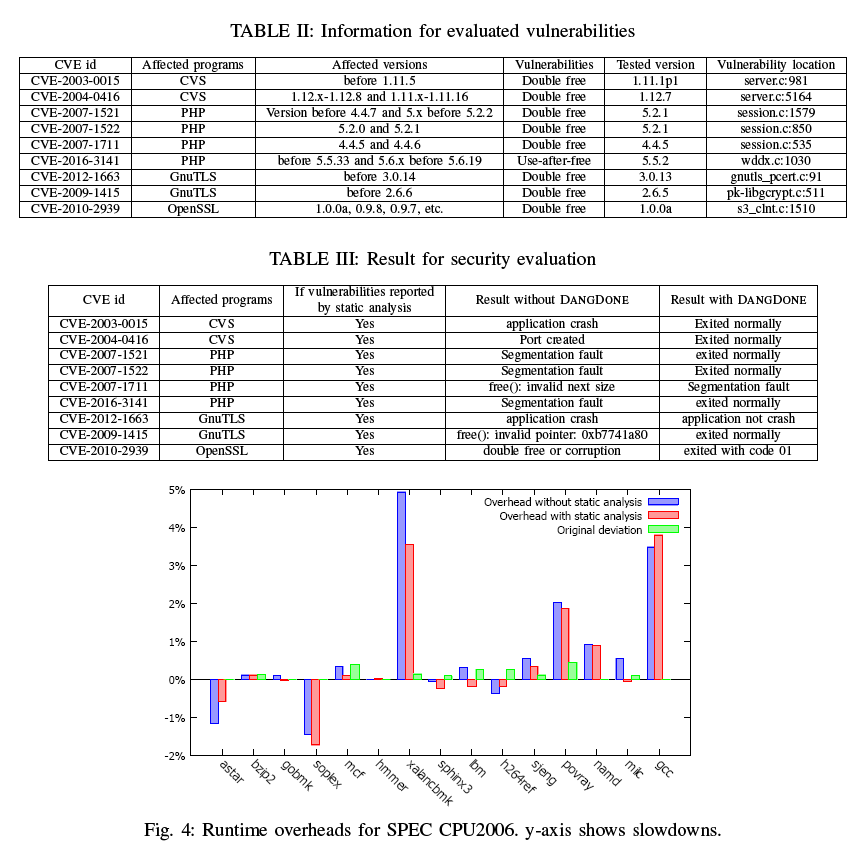 TABLE II: Information for evaluated vulnerabilities
CVE id Affected programs Affected versions Vulnerabilities Tested version Vulnerability location
CVE-2003-0015 CVS before 1.11.5 Double free 1.11.1p1 server.c:981
CVE-2004-0416 CVS 1.12.x-1.12.8 and 1.11.x-1.11.16 Double free 1.12.7 server.c:5164
CVE-2007-1521 PHP Version before 4.4.7 and 5.x before 5.2.2 Double free 5.2.1 session.c:1579
CVE-2007-1522 PHP 5.2.0 and 5.2.1 Double free 5.2.1 session.c:850
CVE-2007-1711 PHP 4.4.5 and 4.4.6 Double free 4.4.5 session.c:535
CVE-2016-3141 PHP before 5.5.33 and 5.6.x before 5.6.19 Use-after-free 5.5.2 wddx.c:1030
CVE-2012-1663 GnuTLS before 3.0.14 Double free 3.0.13 gnutls_pcert.c:91
CVE-2009-1415 GnuTLS before 2.6.6 Double free 2.6.5 pk-libgcrypt.c:511
CVE-2010-2939 OpenSSL 1.0.0a, 0.9.8, 0.9.7, etc. Double free 1.0.0a s3_clnt.c:1510
TABLE III: Result for security evaluation
CVE id Affected programs If vulnerabilities reported by static analysis Result without DANGDONE Result with DANGDONE
CVE-2003-0015 CVS Yes application crash Exited normally
CVE-2004-0416 CVS Yes Port created Exited normally
CVE-2007-1521 PHP Yes Segmentation fault exited normally
CVE-2007-1522 PHP Yes Segmentation fault Exited normally
CVE-2007-1711 PHP Yes free(): invalid next size Segmentation fault
CVE-2016-3141 PHP Yes Segmentation fault exited normally
CVE-2012-1663 GnuTLS Yes application crash application not crash
CVE-2009-1415 GnuTLS Yes free(): invalid pointer: 0xb7741a80 exited normally
CVE-2010-2939 OpenSSL Yes double free or corruption exited with code 01
5%
4%
3%
2%
1%
0%
-1%
-2%
Overhead without static analysis
Overhead with static analysis
Original deviation
astar
bzip2
gobmk
soplex
mcf
hmmer
xalancbmk
sphinx3
lbm
h264ref
sjeng
povray
namd
milc
gcc
Fig. 4: Runtime overheads for SPEC CPU2006. y-axis shows slowdowns.